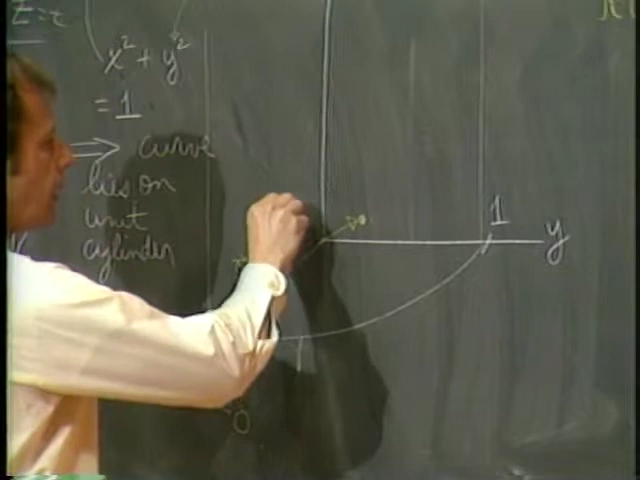 z = t
x² + y²
= 1
⟹ curve
lies on
unit
cylinder
1
y